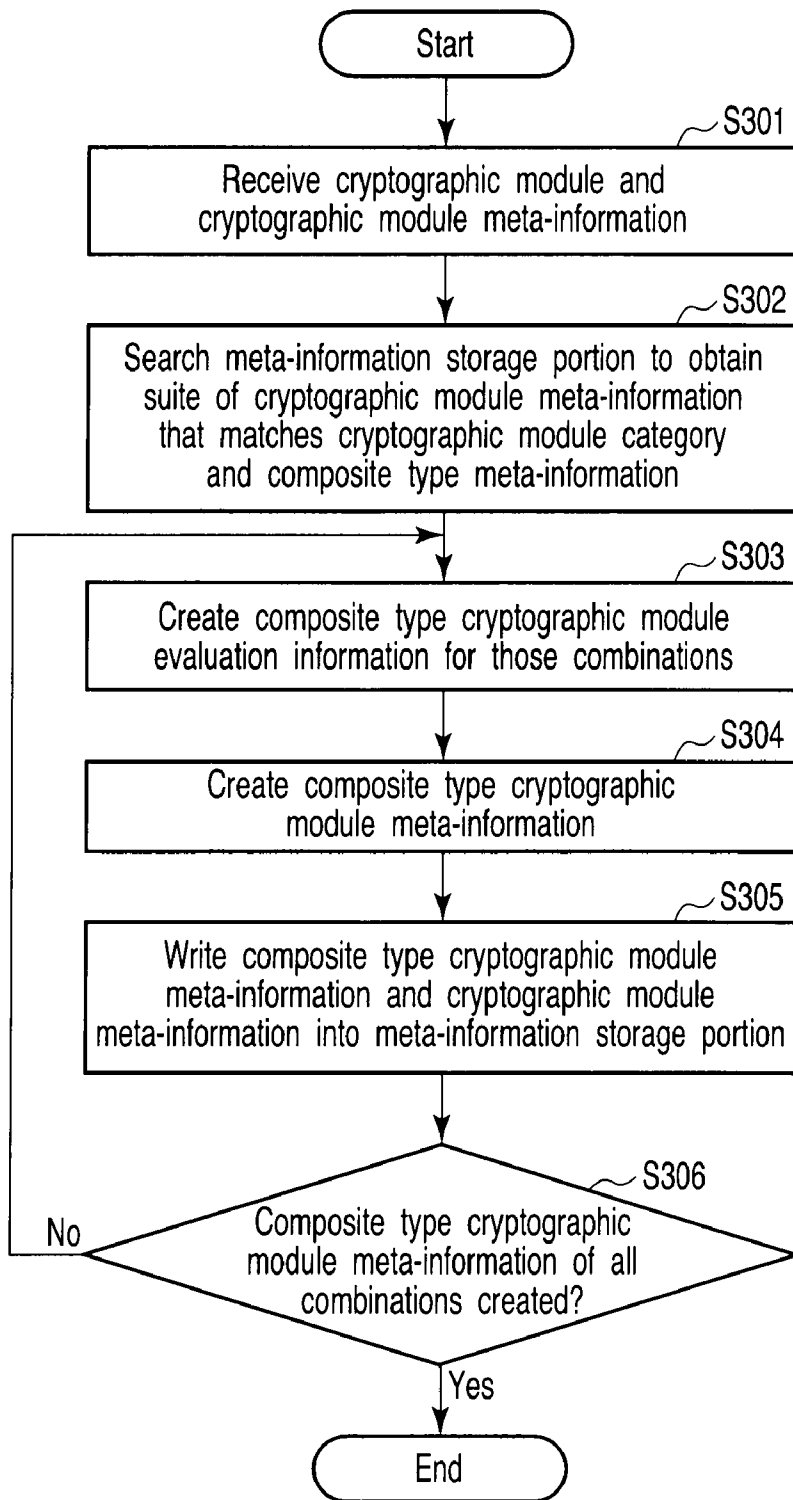 Start
S301
Receive cryptographic module and
cryptographic module meta-information
S302
Search meta-information storage portion to obtain
suite of cryptographic module meta-information
that matches cryptographic module category
and composite type meta-information
S303
Create composite type cryptographic module
evaluation information for those combinations
S304
Create composite type cryptographic
module meta-information
S305
Write composite type cryptographic module
meta-information and cryptographic module
meta-information into meta-information storage portion
S306
Composite type cryptographic
module meta-information of all
combinations created?
No
Yes
End